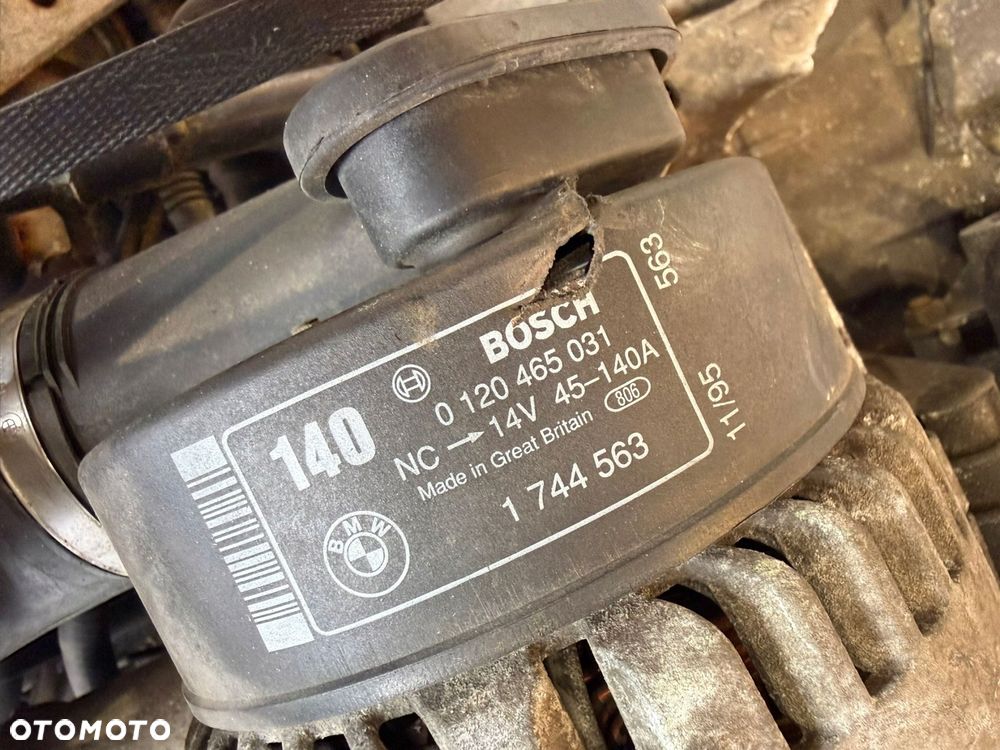 BOSCH
0 120 465 031
140
NC → 14V 45–140A
Made in Great Britain 806
1 744 563
BMW
563
11/95
OTOMOTO